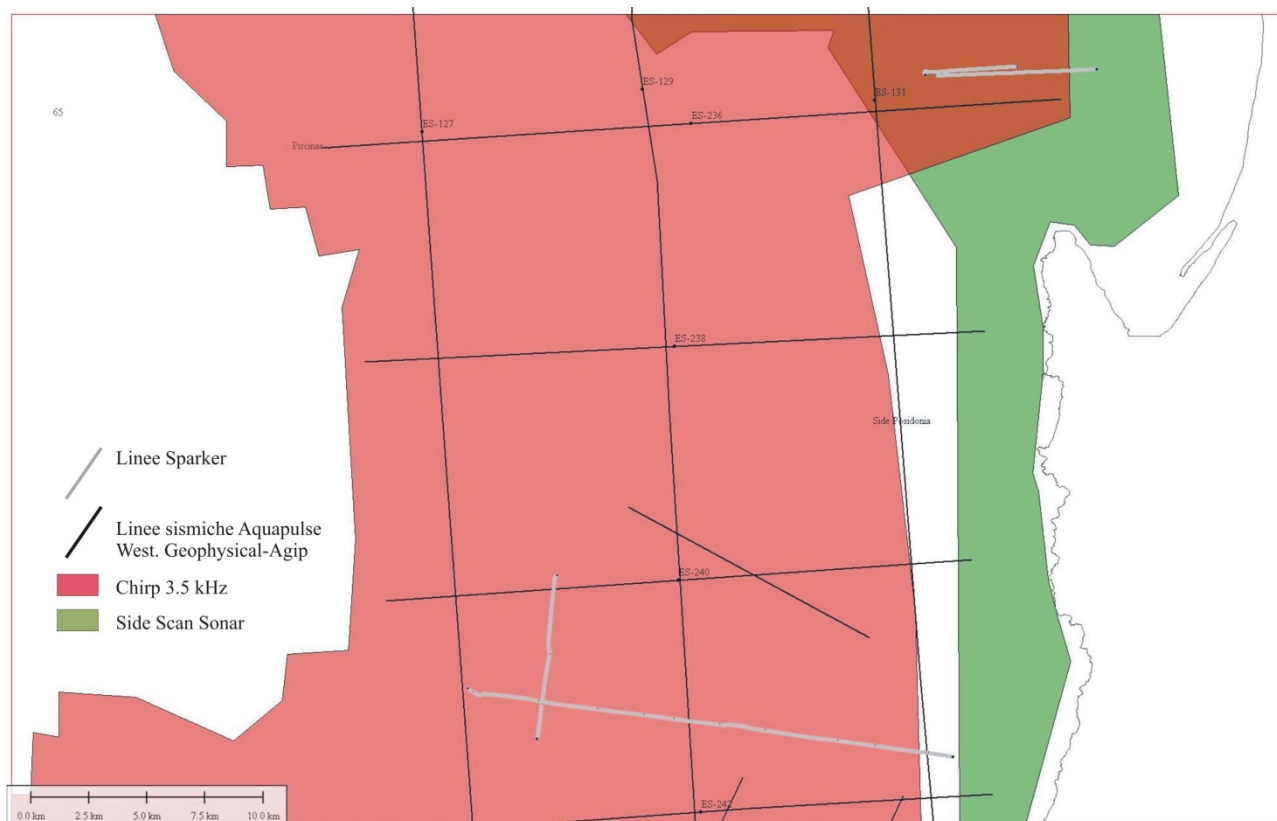 ES-129
ES-131
65
ES-236
ES-127
Piscinas
ES-238
Side Posidonia
Linee Sparker
Linee sismiche Aquapulse
West. Geophysical-Agip
ES-240
Chirp 3.5 kHz
Side Scan Sonar
ES-242
0.0 km 2.5 km 5.0 km 7.5 km 10.0 km